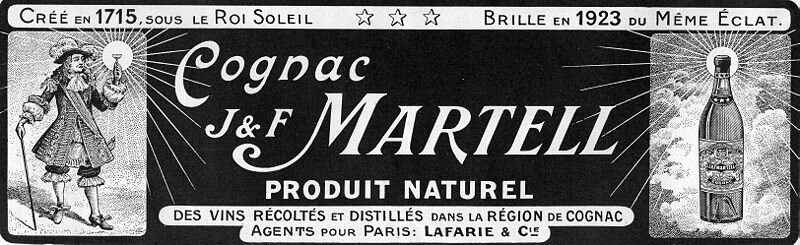 CRÉÉ EN 1715, SOUS LE ROI SOLEIL ☆ ☆ ☆ BRILLE EN 1923 DU MÊME ÉCLAT.
Cognac
J & F MARTELL
PRODUIT NATUREL
DES VINS RÉCOLTÉS ET DISTILLÉS DANS LA RÉGION DE COGNAC
AGENTS POUR PARIS: LAFARIE & CIE